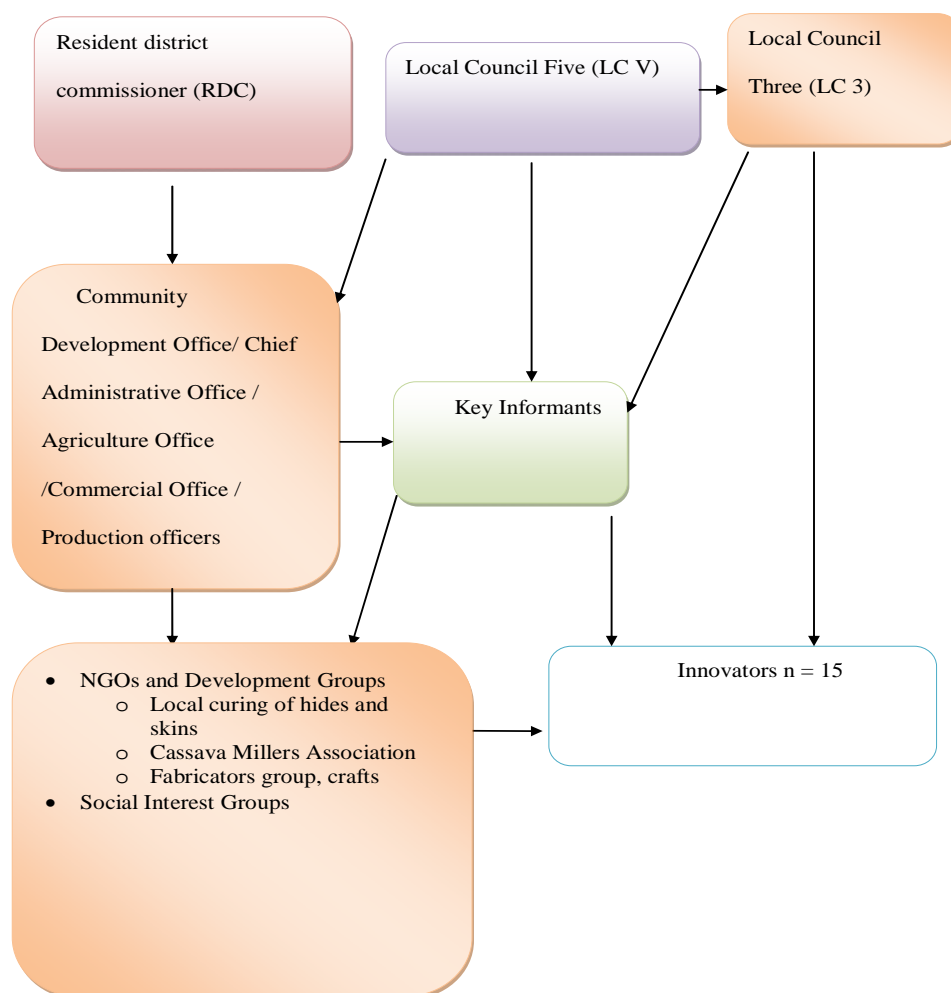 Resident district
commissioner (RDC)
Local Council Five (LC V)
Local Council
Three (LC 3)
Community
Development Office/ Chief
Administrative Office /
Agriculture Office
/Commercial Office /
Production officers
Key Informants
• NGOs and Development Groups
o Local curing of hides and
skins
o Cassava Millers Association
o Fabricators group, crafts
• Social Interest Groups
Innovators n = 15